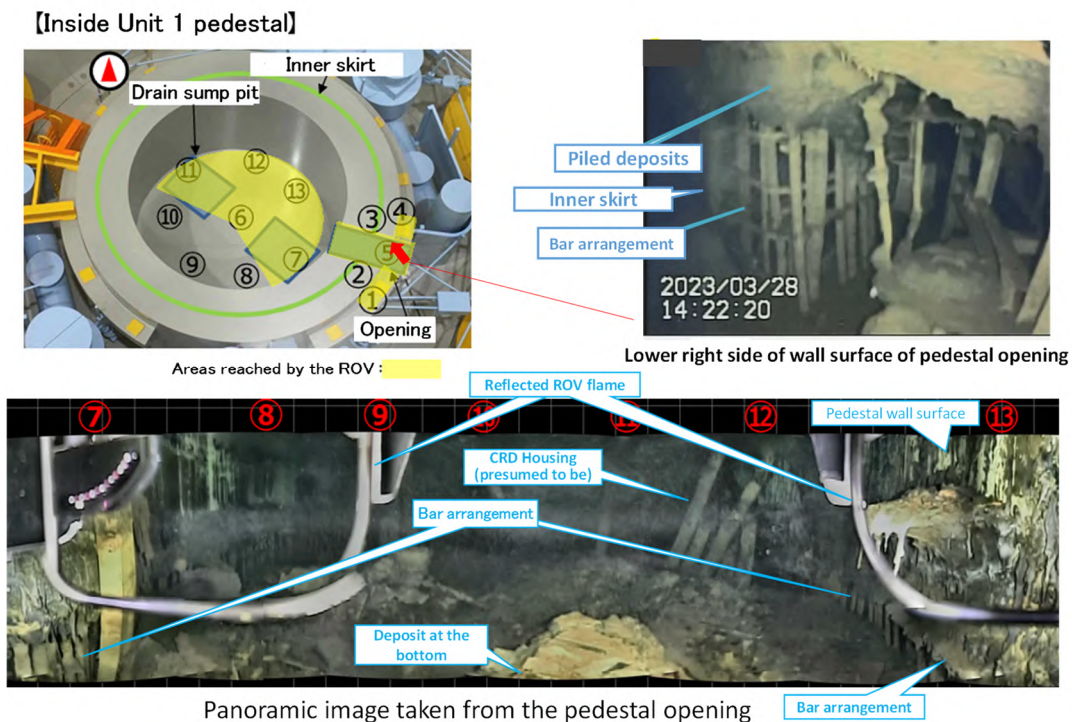 【Inside Unit 1 pedestal】
Inner skirt
Drain sump pit
⑪
⑫
⑬
⑩
⑥
③
④
⑤
⑨
⑧
⑦
②
①
Opening
Areas reached by the ROV :
Piled deposits
Inner skirt
Bar arrangement
2023/03/28
14:22:20
Lower right side of wall surface of pedestal opening
Reflected ROV flame
⑦
⑧
⑨
⑩
⑪
⑫
Pedestal wall surface
⑬
CRD Housing
(presumed to be)
Bar arrangement
Deposit at the
bottom
Bar arrangement
Panoramic image taken from the pedestal opening